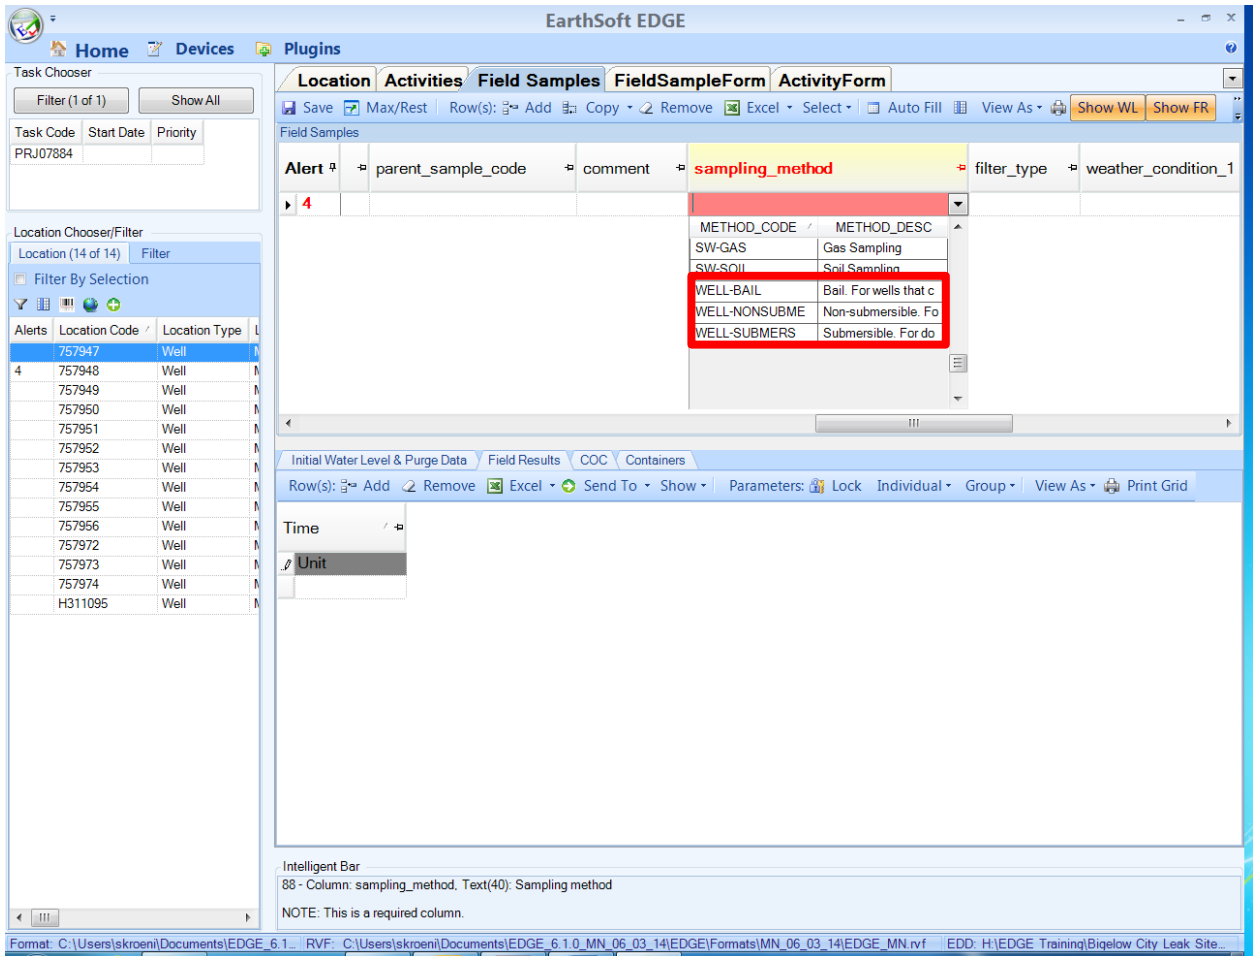 EarthSoft EDGE
Home Devices Plugins
Task Chooser
Filter (1 of 1) Show All
Task Code Start Date Priority
PRJ07884
Location Chooser/Filter
Location (14 of 14) Filter
Filter By Selection
Alerts Location Code Location Type L
757947 Well M
4 757948 Well M
757949 Well M
757950 Well M
757951 Well M
757952 Well M
757953 Well M
757954 Well M
757955 Well M
757956 Well M
757972 Well M
757973 Well M
757974 Well M
H311095 Well M
Location Activities Field Samples FieldSampleForm ActivityForm
Save Max/Rest Row(s): Add Copy Remove Excel Select Auto Fill View As Show WL Show FR
Field Samples
Alert parent_sample_code comment sampling_method filter_type weather_condition_1
4
METHOD_CODE METHOD_DESC
SW-GAS Gas Sampling
SW-SOIL Soil Sampling
WELL-BAIL Bail. For wells that c
WELL-NONSUBME Non-submersible. Fo
WELL-SUBMERS Submersible. For do
Initial Water Level & Purge Data Field Results COC Containers
Row(s): Add Remove Excel Send To Show Parameters: Lock Individual Group View As Print Grid
Time
Unit
Intelligent Bar
88 - Column: sampling_method, Text(40): Sampling method
NOTE: This is a required column.
Format: C:\Users\skroeni\Documents\EDGE_6.1... RVF: C:\Users\skroeni\Documents\EDGE_6.1.0_MN_06_03_14\EDGE\Formats\MN_06_03_14\EDGE_MN.rvf EDD: H:\EDGE Training\Bigelow City Leak Site...